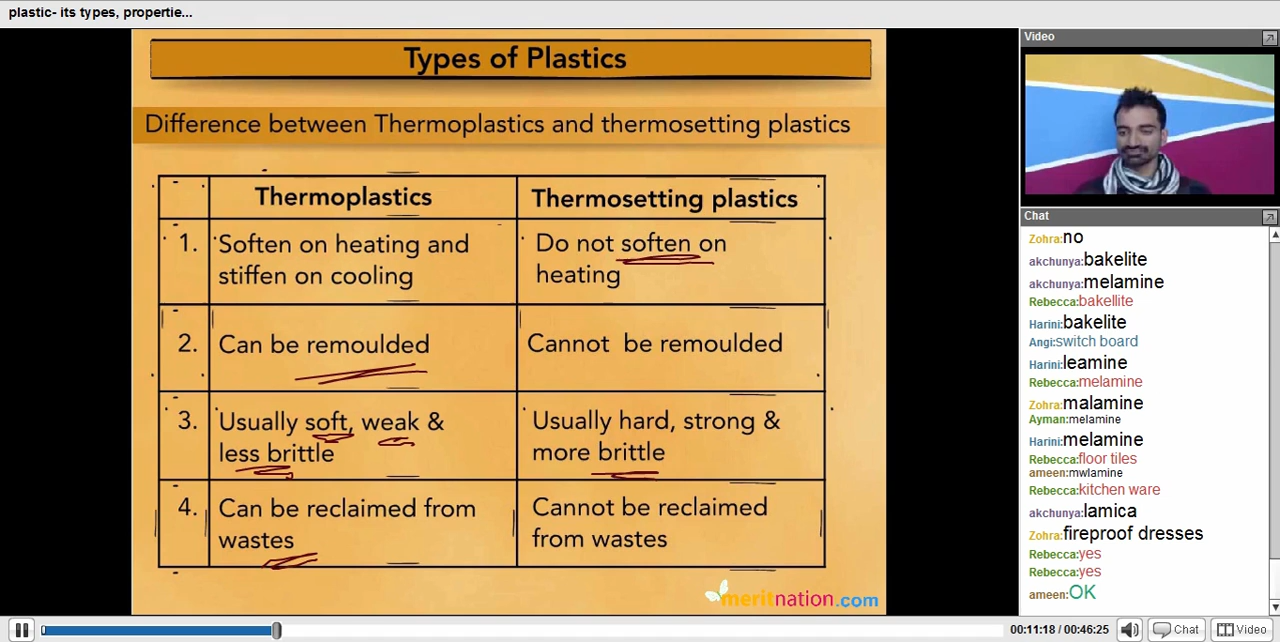 plastic- its types, propertie...
Types of Plastics
Difference between Thermoplastics and thermosetting plastics
Thermoplastics
Thermosetting plastics
1.
Soften on heating and
stiffen on cooling
Do not soften on
heating
2.
Can be remoulded
Cannot be remoulded
3.
Usually soft, weak &
less brittle
Usually hard, strong &
more brittle
4.
Can be reclaimed from
wastes
Cannot be reclaimed
from wastes
meritnation.com
Video
Chat
Zohra:no
akchunya:bakelite
akchunya:melamine
Rebecca:bakellite
Harini:bakelite
Angi:switch board
Harini:leamine
Rebecca:melamine
Zohra:malamine
Ayman:melamine
Harini:melamine
Rebecca:floor tiles
ameen:mwlamine
Rebecca:kitchen ware
akchunya:lamica
Zohra:fireproof dresses
Rebecca:yes
Rebecca:yes
ameen:OK
00:11:18 / 00:46:25
Chat
Video